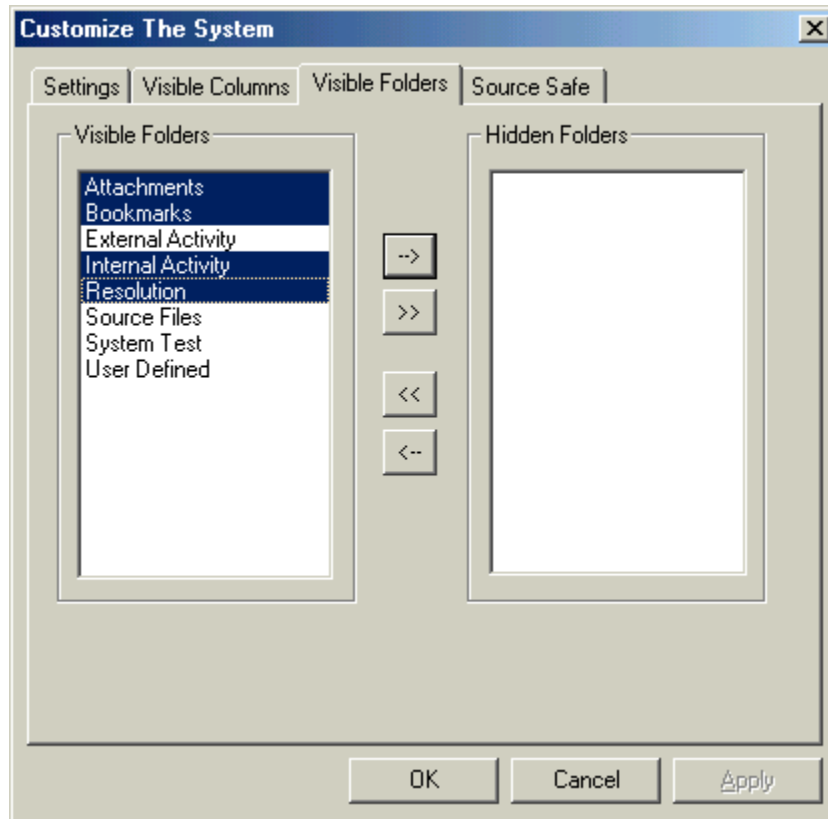 Customize The System
Settings Visible Columns Visible Folders Source Safe
Visible Folders
Attachments
Bookmarks
External Activity
Internal Activity
Resolution
Source Files
System Test
User Defined
-->
>>
<<
<--
Hidden Folders
OK Cancel Apply